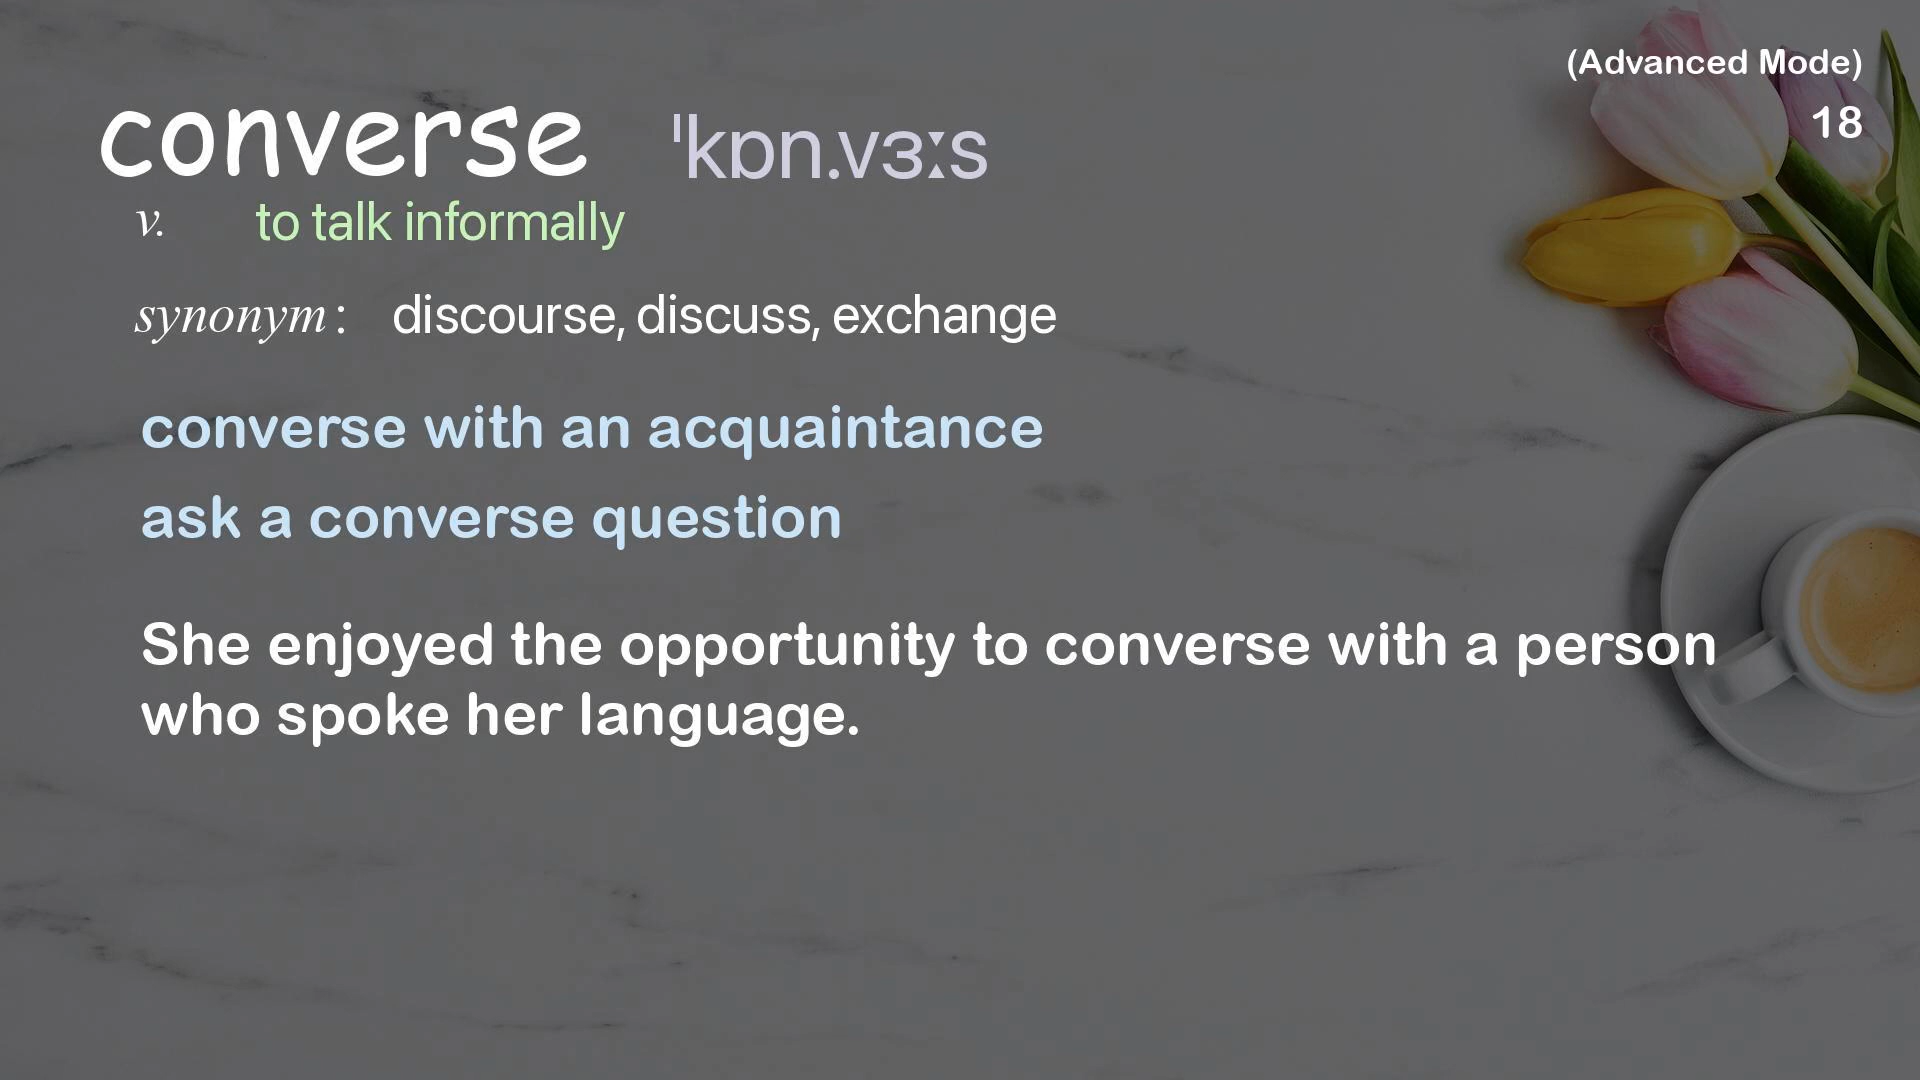 (Advanced Mode)
18
converse ˈkɒn.vɜːs
v. to talk informally
synonym : discourse, discuss, exchange
converse with an acquaintance
ask a converse question
She enjoyed the opportunity to converse with a person
who spoke her language.